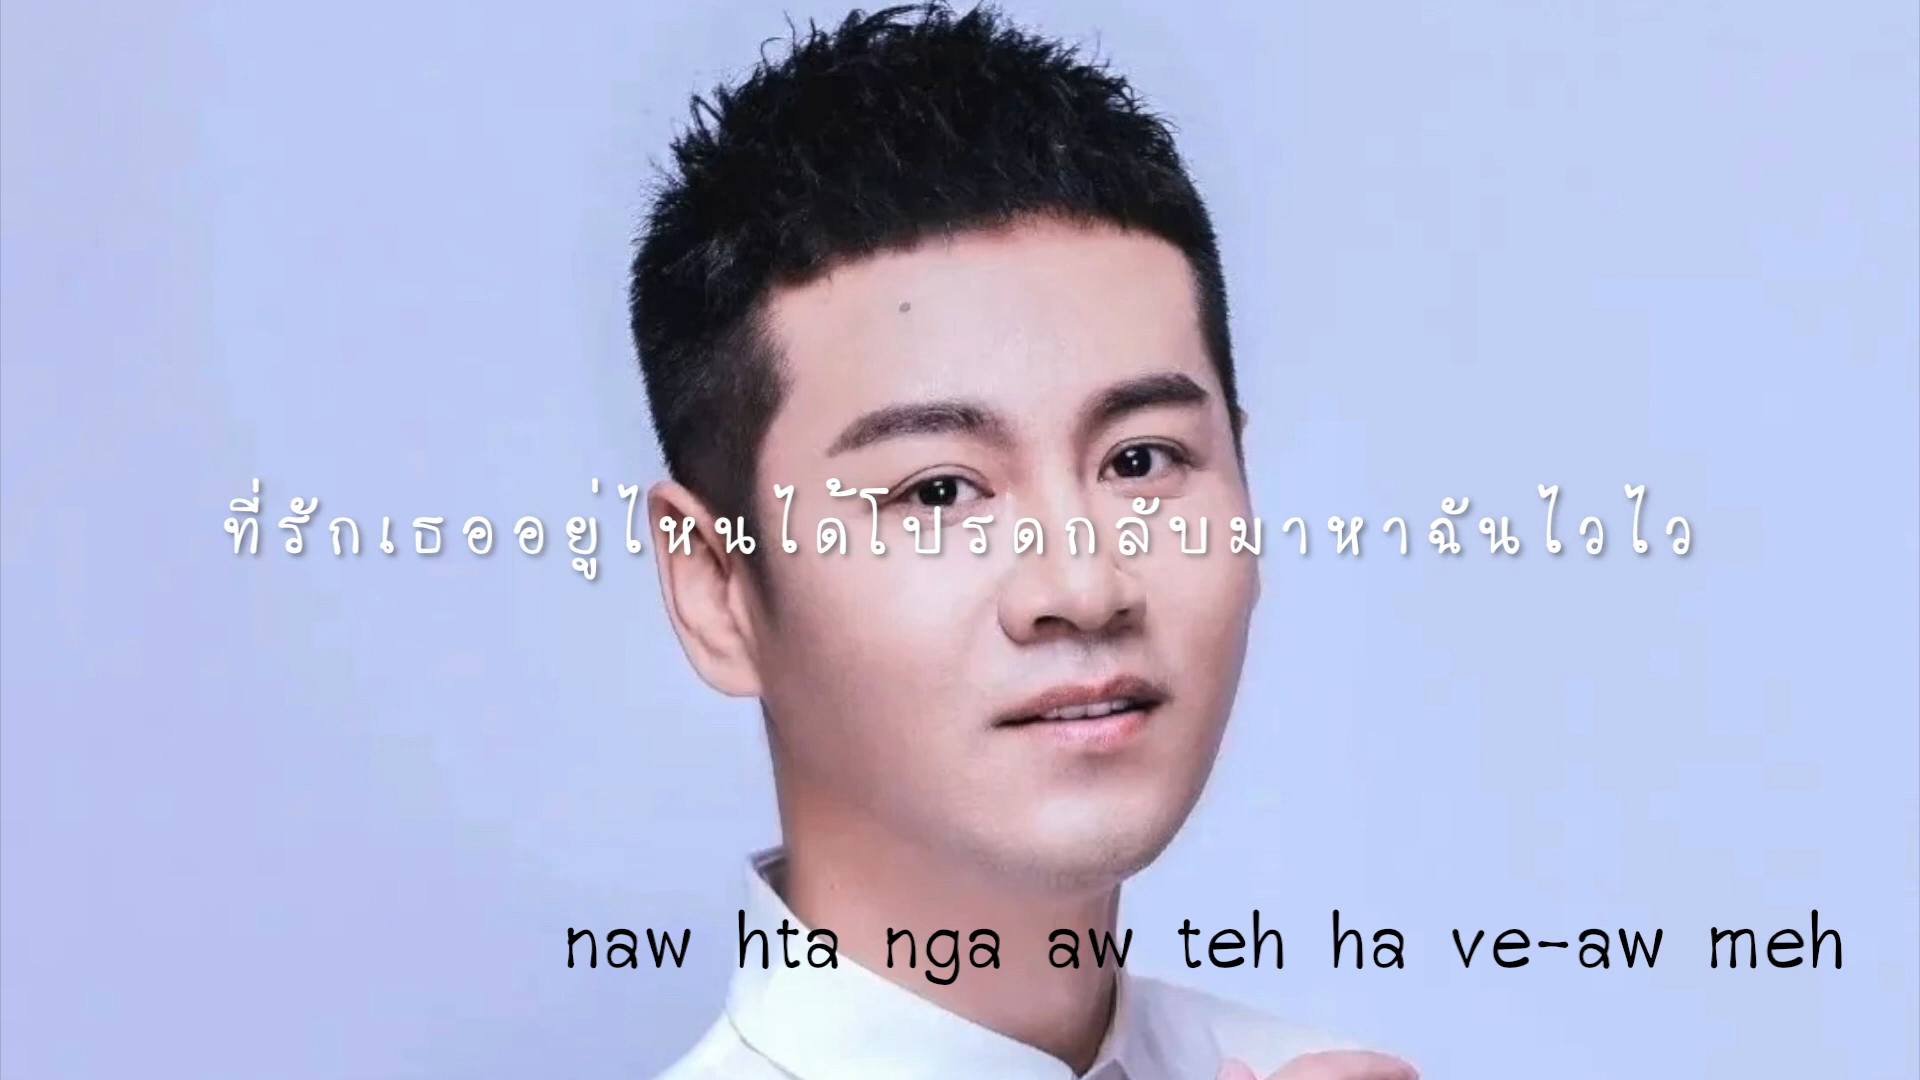 ที่รักเธออยู่ไหนได้โปรดกลับมาหาฉันไวไว
naw hta nga aw teh ha ve-aw meh